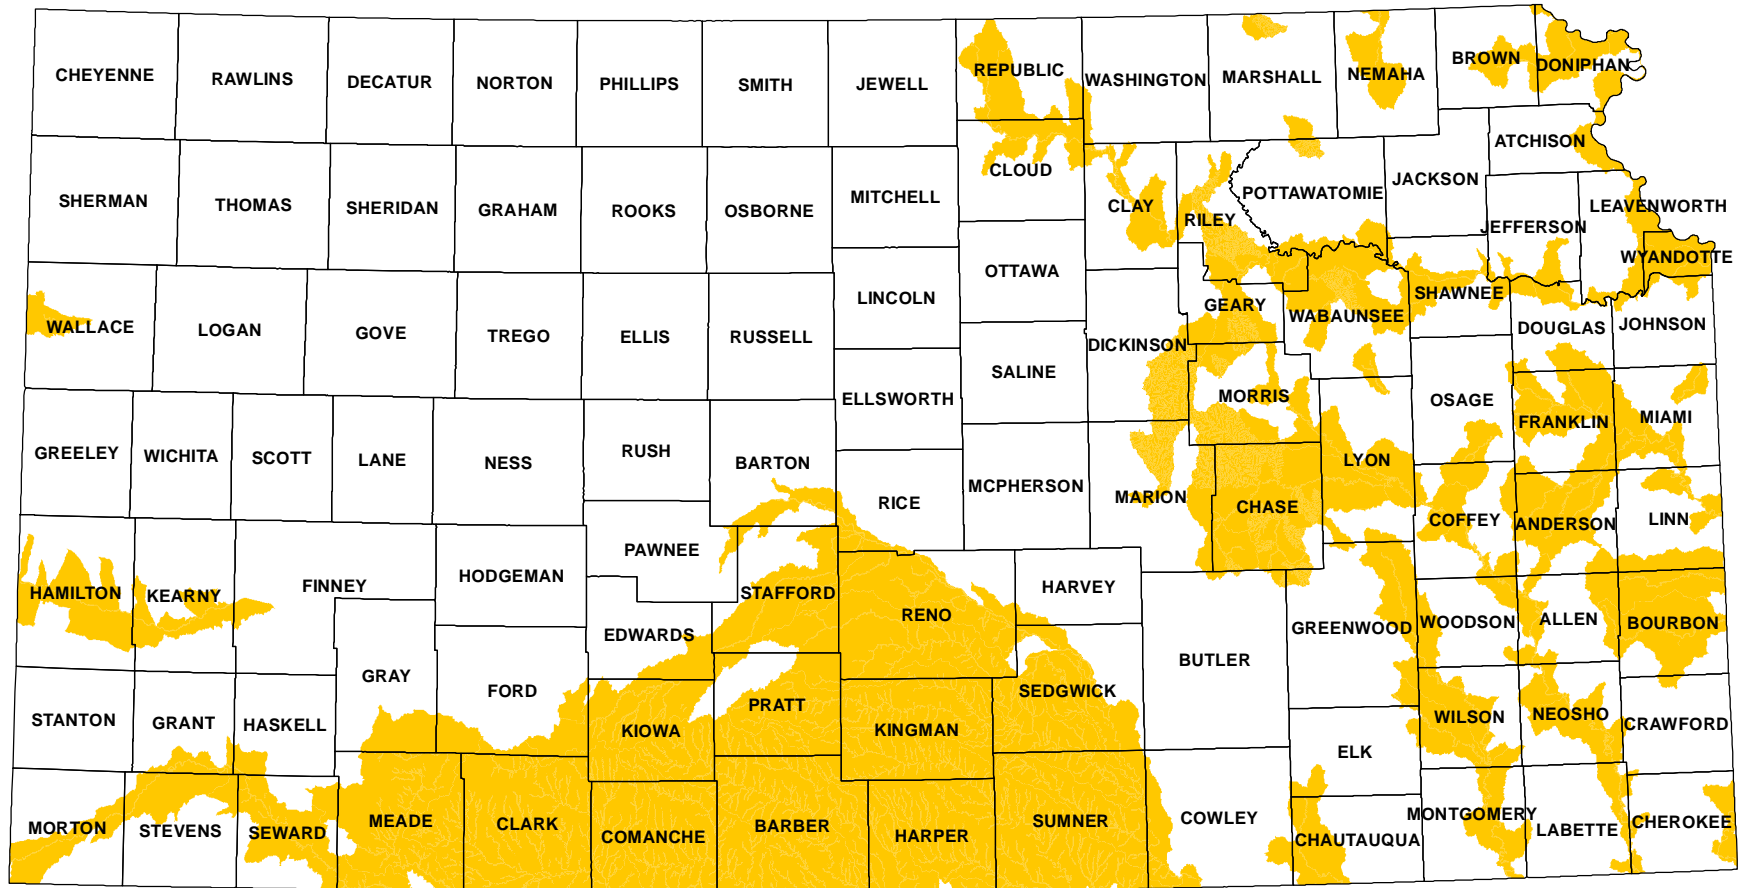 CHEYENNE
RAWLINS
DECATUR
NORTON
PHILLIPS
SMITH
JEWELL
REPUBLIC
WASHINGTON
MARSHALL
NEMAHA
BROWN
DONIPHAN
ATCHISON
SHERMAN
THOMAS
SHERIDAN
GRAHAM
ROOKS
OSBORNE
MITCHELL
CLOUD
CLAY
RILEY
POTTAWATOMIE
JACKSON
JEFFERSON
LEAVENWORTH
WYANDOTTE
WALLACE
LOGAN
GOVE
TREGO
ELLIS
RUSSELL
LINCOLN
OTTAWA
DICKINSON
GEARY
WABAUNSEE
SHAWNEE
DOUGLAS
JOHNSON
SALINE
ELLSWORTH
MORRIS
OSAGE
FRANKLIN
MIAMI
GREELEY
WICHITA
SCOTT
LANE
NESS
RUSH
BARTON
RICE
MCPHERSON
MARION
CHASE
LYON
COFFEY
ANDERSON
LINN
HAMILTON
KEARNY
FINNEY
HODGEMAN
PAWNEE
STAFFORD
EDWARDS
RENO
HARVEY
BUTLER
GREENWOOD
WOODSON
ALLEN
BOURBON
STANTON
GRANT
HASKELL
GRAY
FORD
KIOWA
PRATT
KINGMAN
SEDGWICK
ELK
WILSON
NEOSHO
CRAWFORD
MORTON
STEVENS
SEWARD
MEADE
CLARK
COMANCHE
BARBER
HARPER
SUMNER
COWLEY
CHAUTAUQUA
MONTGOMERY
LABETTE
CHEROKEE